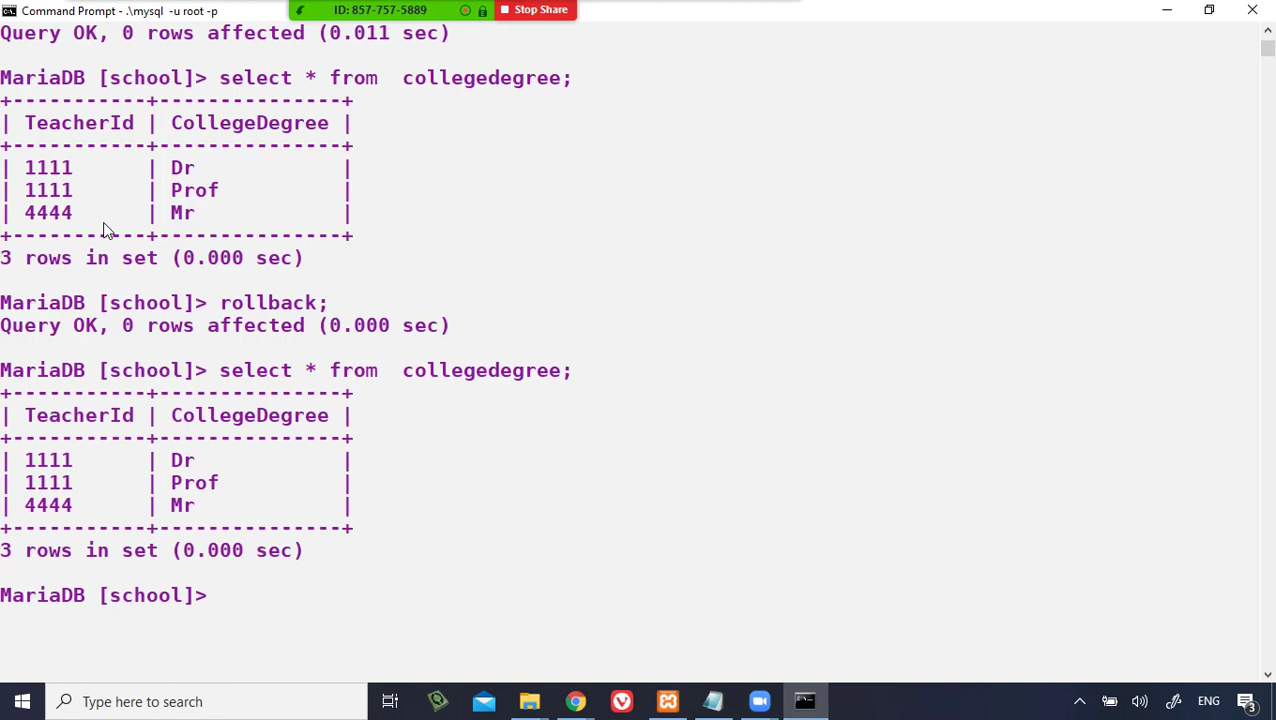 Command Prompt - .\mysql -u root -p
ID: 857-757-5889
Stop Share
Query OK, 0 rows affected (0.011 sec)
MariaDB [school]> select * from  collegedegree;
+-----------+---------------+
| TeacherId | CollegeDegree |
+-----------+---------------+
| 1111      | Dr            |
| 1111      | Prof          |
| 4444      | Mr            |
+-----------+---------------+
3 rows in set (0.000 sec)
MariaDB [school]> rollback;
Query OK, 0 rows affected (0.000 sec)
MariaDB [school]> select * from  collegedegree;
+-----------+---------------+
| TeacherId | CollegeDegree |
+-----------+---------------+
| 1111      | Dr            |
| 1111      | Prof          |
| 4444      | Mr            |
+-----------+---------------+
3 rows in set (0.000 sec)
MariaDB [school]>
Type here to search
ENG
3